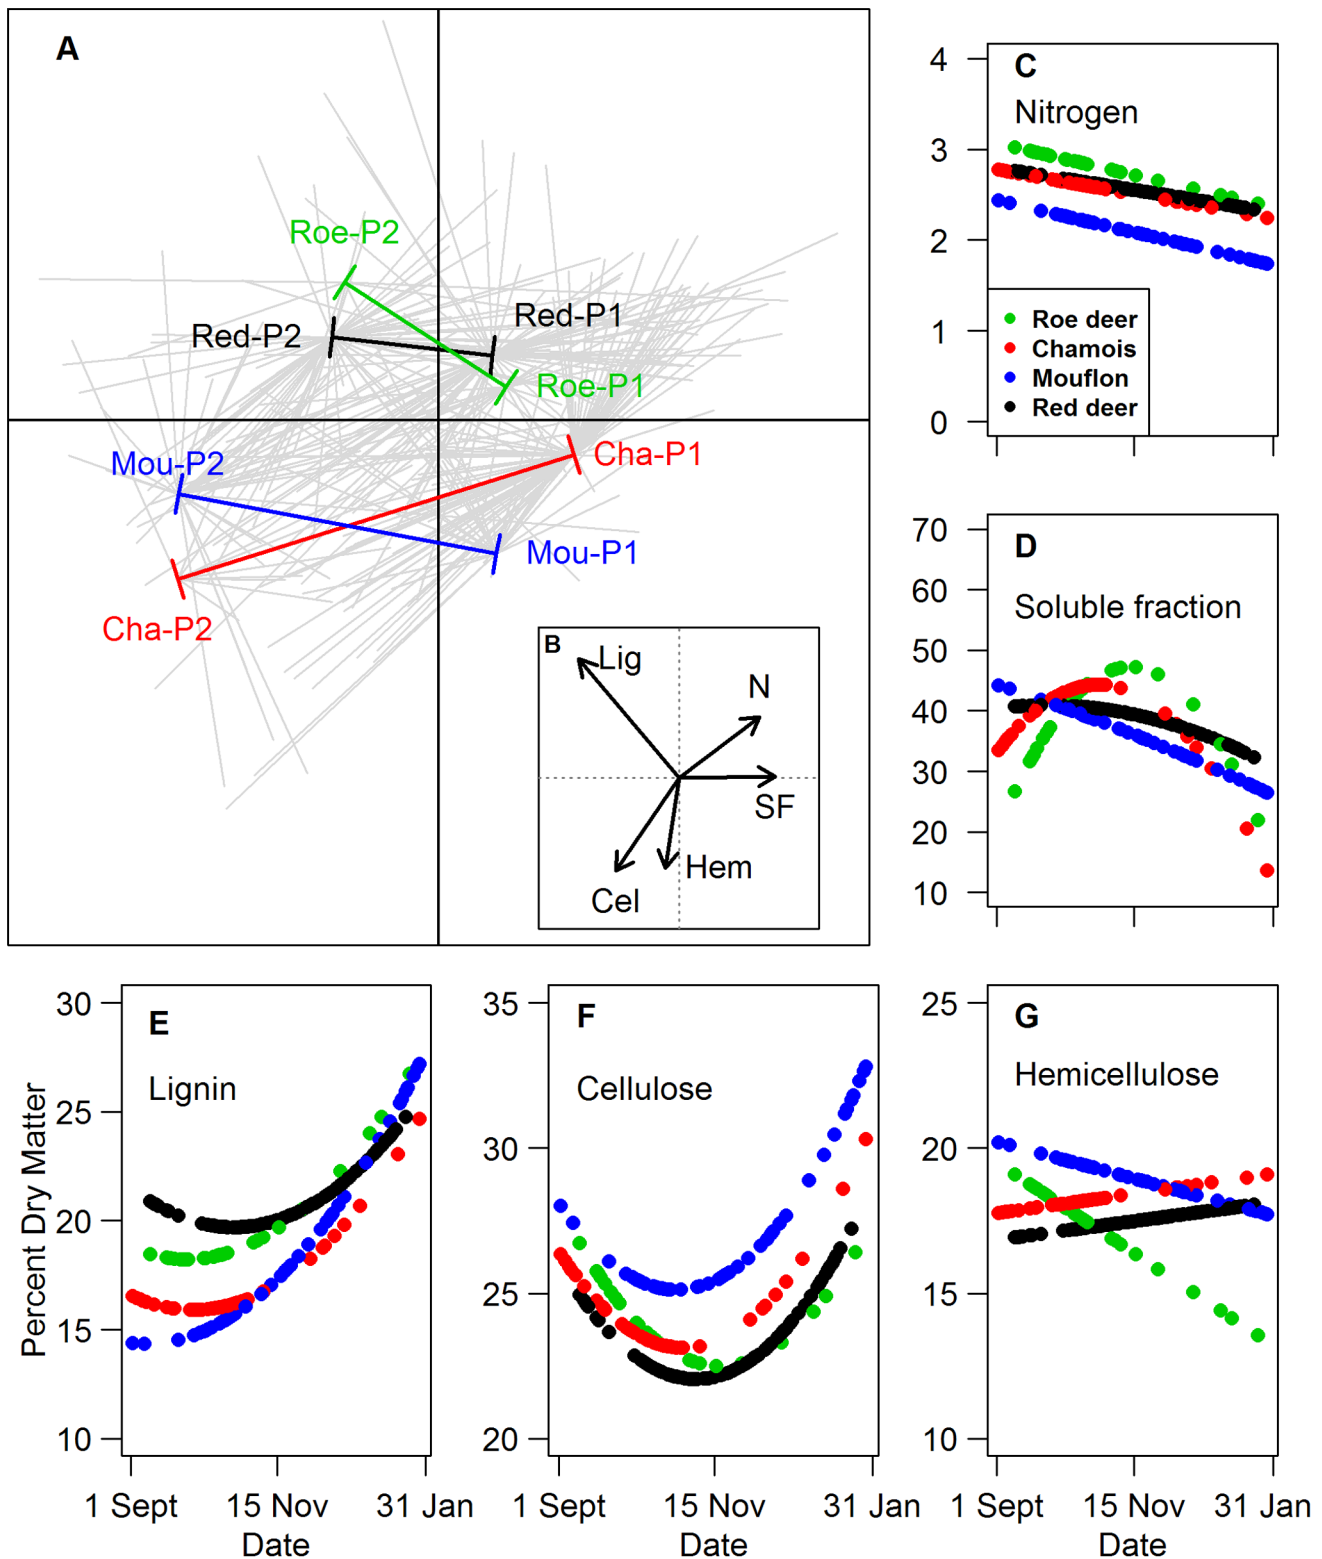 A
Roe-P2
Red-P2
Red-P1
Roe-P1
Mou-P2
Cha-P1
Mou-P1
Cha-P2
B
Lig
N
SF
Hem
Cel
C
Nitrogen
4
3
2
1
0
Roe deer
Chamois
Mouflon
Red deer
D
Soluble fraction
70
60
50
40
30
20
10
E
Lignin
Percent Dry Matter
30
25
20
15
10
1 Sept 15 Nov 31 Jan
Date
F
Cellulose
35
30
25
20
1 Sept 15 Nov 31 Jan
Date
G
Hemicellulose
25
20
15
10
1 Sept 15 Nov 31 Jan
Date